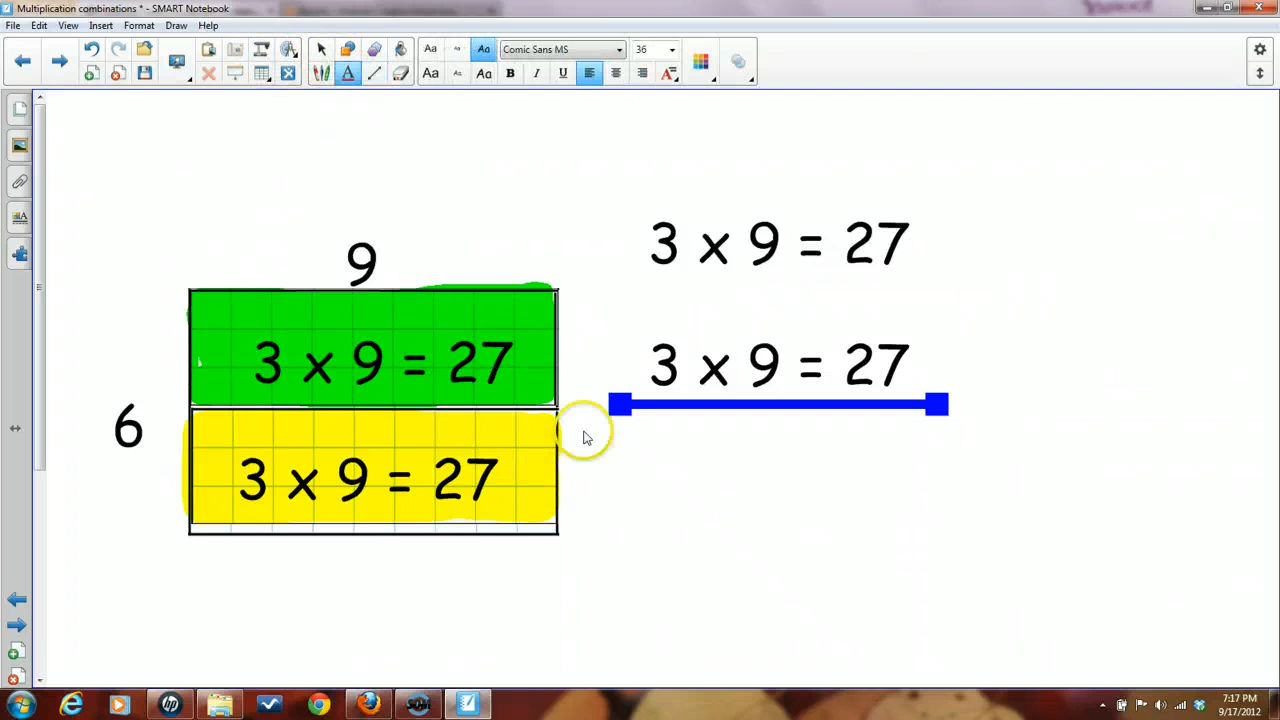 Multiplication combinations * - SMART Notebook
File Edit View Insert Format Draw Help
Comic Sans MS 36
9
3 x 9 = 27
3 x 9 = 27
3 x 9 = 27
6
3 x 9 = 27
7:17 PM
9/17/2012